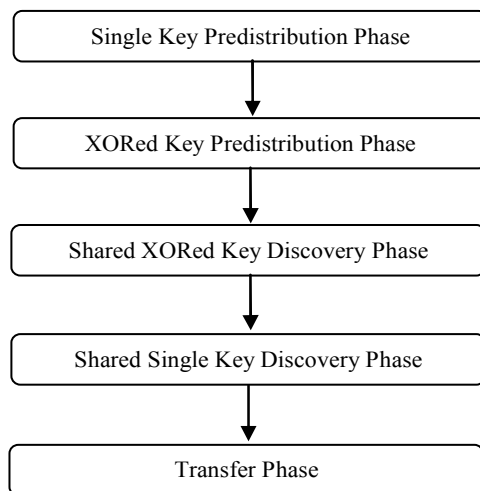 Single Key Predistribution Phase
XORed Key Predistribution Phase
Shared XORed Key Discovery Phase
Shared Single Key Discovery Phase
Transfer Phase